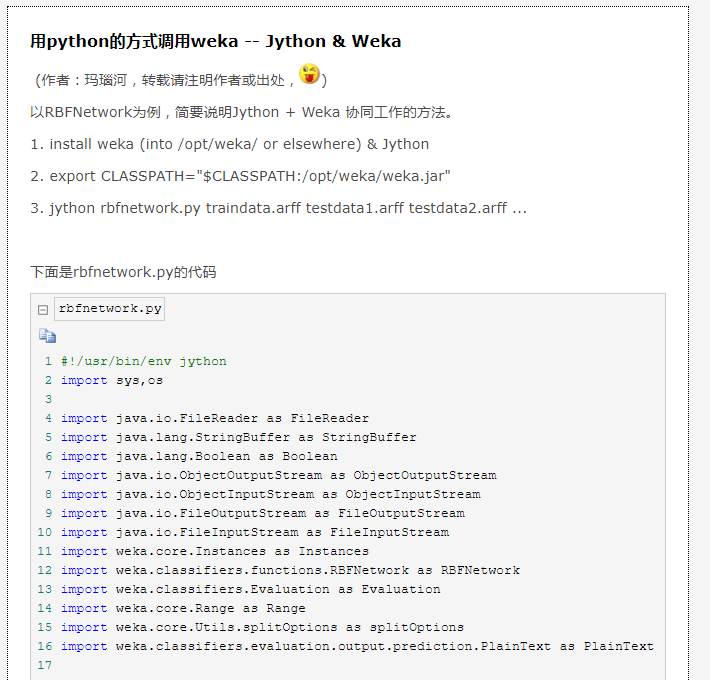 用python的方式调用weka -- Jython & Weka
(作者：玛瑙河，转载请注明作者或出处，)
以RBFNetwork为例，简要说明Jython + Weka 协同工作的方法。
1. install weka (into /opt/weka/ or elsewhere) & Jython
2. export CLASSPATH="$CLASSPATH:/opt/weka/weka.jar"
3. jython rbfnetwork.py traindata.arff testdata1.arff testdata2.arff ...
下面是rbfnetwork.py的代码
rbfnetwork.py
1 #!/usr/bin/env jython
2 import sys,os
3
4 import java.io.FileReader as FileReader
5 import java.lang.StringBuffer as StringBuffer
6 import java.lang.Boolean as Boolean
7 import java.io.ObjectOutputStream as ObjectOutputStream
8 import java.io.ObjectInputStream as ObjectInputStream
9 import java.io.FileOutputStream as FileOutputStream
10 import java.io.FileInputStream as FileInputStream
11 import weka.core.Instances as Instances
12 import weka.classifiers.functions.RBFNetwork as RBFNetwork
13 import weka.classifiers.Evaluation as Evaluation
14 import weka.core.Range as Range
15 import weka.core.Utils.splitOptions as splitOptions
16 import weka.classifiers.evaluation.output.prediction.PlainText as PlainText
17